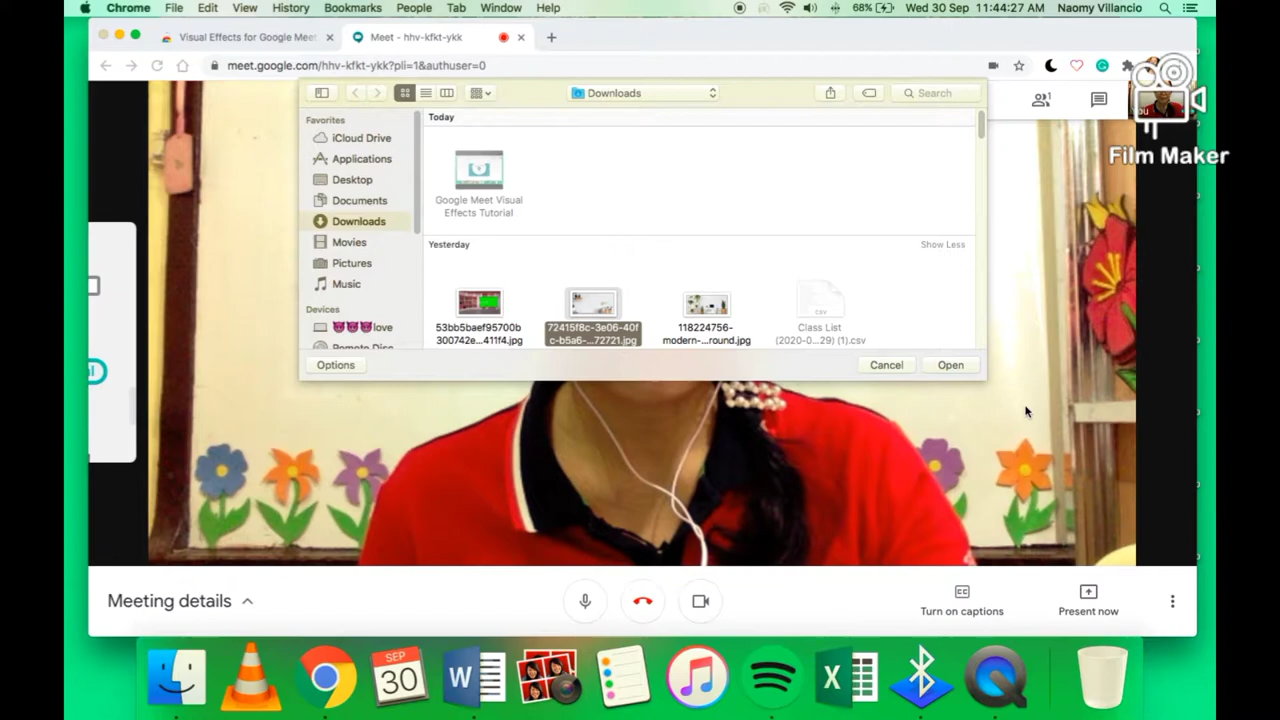 Chrome File Edit View History Bookmarks People Tab Window Help 68% Wed 30 Sep 11:44:27 AM Naomy Villancio
Visual Effects for Google Meet
Meet - hhv-kfkt-ykk
meet.google.com/hhv-kfkt-ykk?pli=1&authuser=0
Downloads
Search
Film Maker
Favorites
iCloud Drive
Applications
Desktop
Documents
Downloads
Movies
Pictures
Music
Devices
love
Remote Disc
Today
Google Meet Visual
Effects Tutorial
Yesterday
Show Less
53bb5baef95700b
300742e...411f4.jpg
72415f8c-3e06-40f
c-b5a6-...72721.jpg
118224756-
modern-...round.jpg
csv
Class List
(2020-0...29) (1).csv
Options
Cancel
Open
Meeting details
Turn on captions
Present now
SEP
30